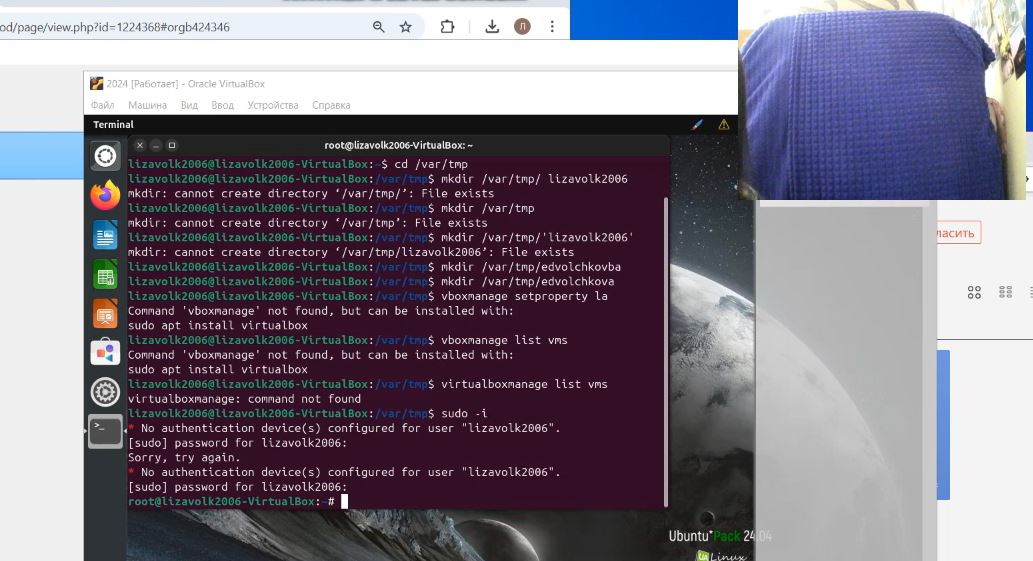 od/page/view.php?id=1224368#orgb424346
Л
2024 [Работает] - Oracle VirtualBox
Файл Машина Вид Ввод Устройства Справка
Terminal
root@lizavolk2006-VirtualBox: ~
lizavolk2006@lizavolk2006-VirtualBox:~$ cd /var/tmp
lizavolk2006@lizavolk2006-VirtualBox:/var/tmp$ mkdir /var/tmp/ lizavolk2006
mkdir: cannot create directory ‘/var/tmp/’: File exists
lizavolk2006@lizavolk2006-VirtualBox:/var/tmp$ mkdir /var/tmp
mkdir: cannot create directory ‘/var/tmp’: File exists
lizavolk2006@lizavolk2006-VirtualBox:/var/tmp$ mkdir /var/tmp/'lizavolk2006'
mkdir: cannot create directory ‘/var/tmp/lizavolk2006’: File exists
lizavolk2006@lizavolk2006-VirtualBox:/var/tmp$ mkdir /var/tmp/edvolchkovba
lizavolk2006@lizavolk2006-VirtualBox:/var/tmp$ mkdir /var/tmp/edvolchkova
lizavolk2006@lizavolk2006-VirtualBox:/var/tmp$ vboxmanage setproperty la
Command 'vboxmanage' not found, but can be installed with:
sudo apt install virtualbox
lizavolk2006@lizavolk2006-VirtualBox:/var/tmp$ vboxmanage list vms
Command 'vboxmanage' not found, but can be installed with:
sudo apt install virtualbox
lizavolk2006@lizavolk2006-VirtualBox:/var/tmp$ virtualboxmanage list vms
virtualboxmanage: command not found
lizavolk2006@lizavolk2006-VirtualBox:/var/tmp$ sudo -i
* No authentication device(s) configured for user "lizavolk2006".
[sudo] password for lizavolk2006:
Sorry, try again.
* No authentication device(s) configured for user "lizavolk2006".
[sudo] password for lizavolk2006:
root@lizavolk2006-VirtualBox:~#
ласить
Ubuntu*Pack 24.04
UALinux